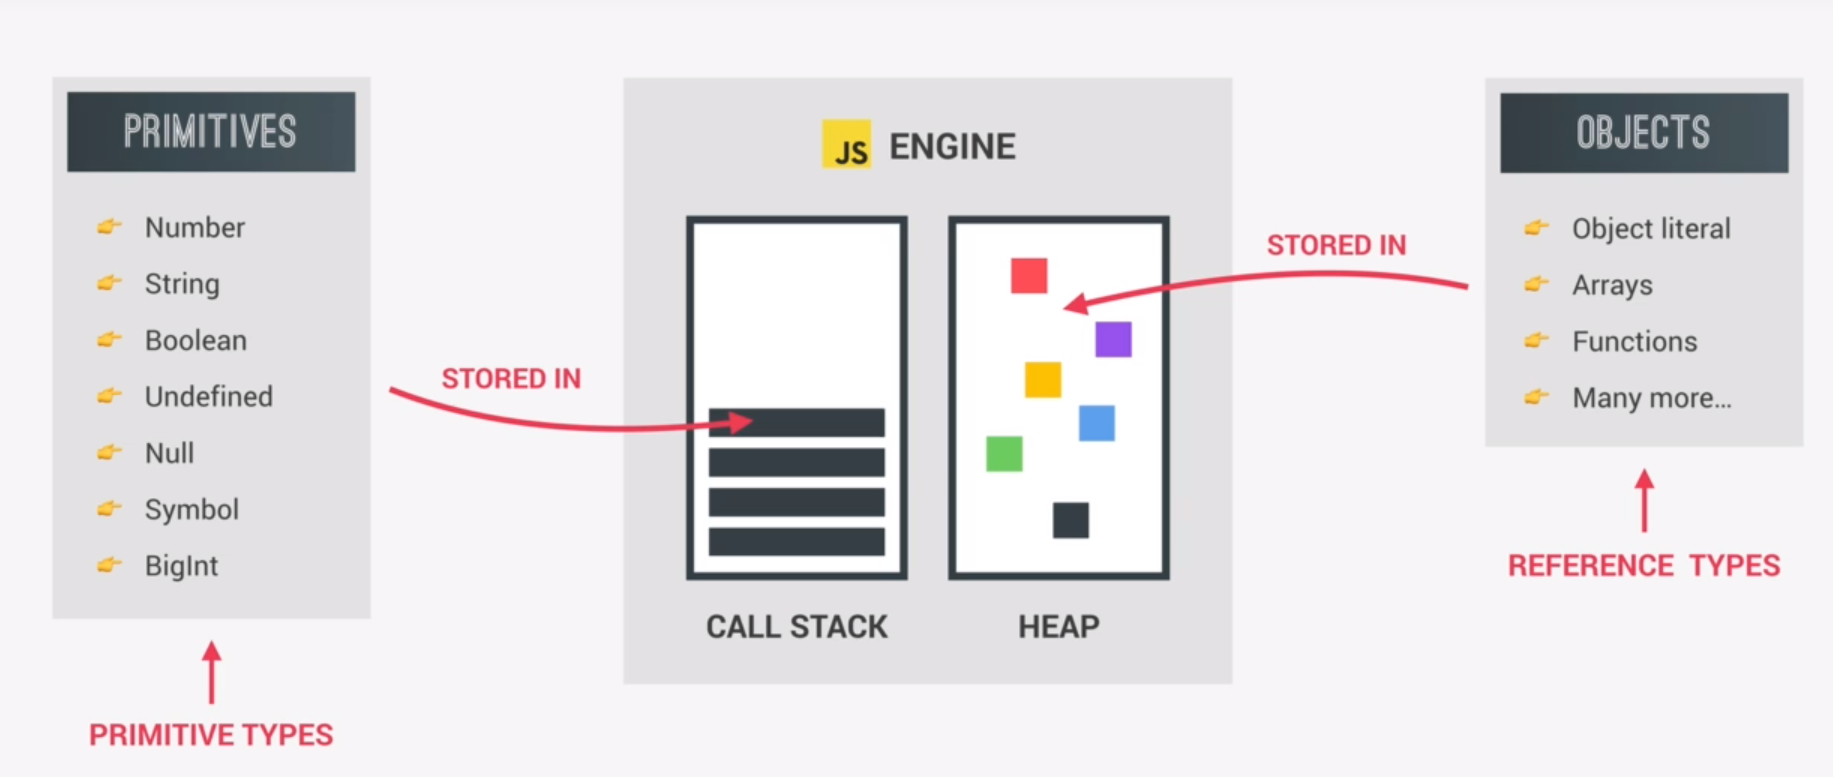 PRIMITIVES
Number
String
Boolean
Undefined
Null
Symbol
BigInt
PRIMITIVE TYPES
STORED IN
JS ENGINE
CALL STACK
HEAP
STORED IN
OBJECTS
Object literal
Arrays
Functions
Many more...
REFERENCE TYPES